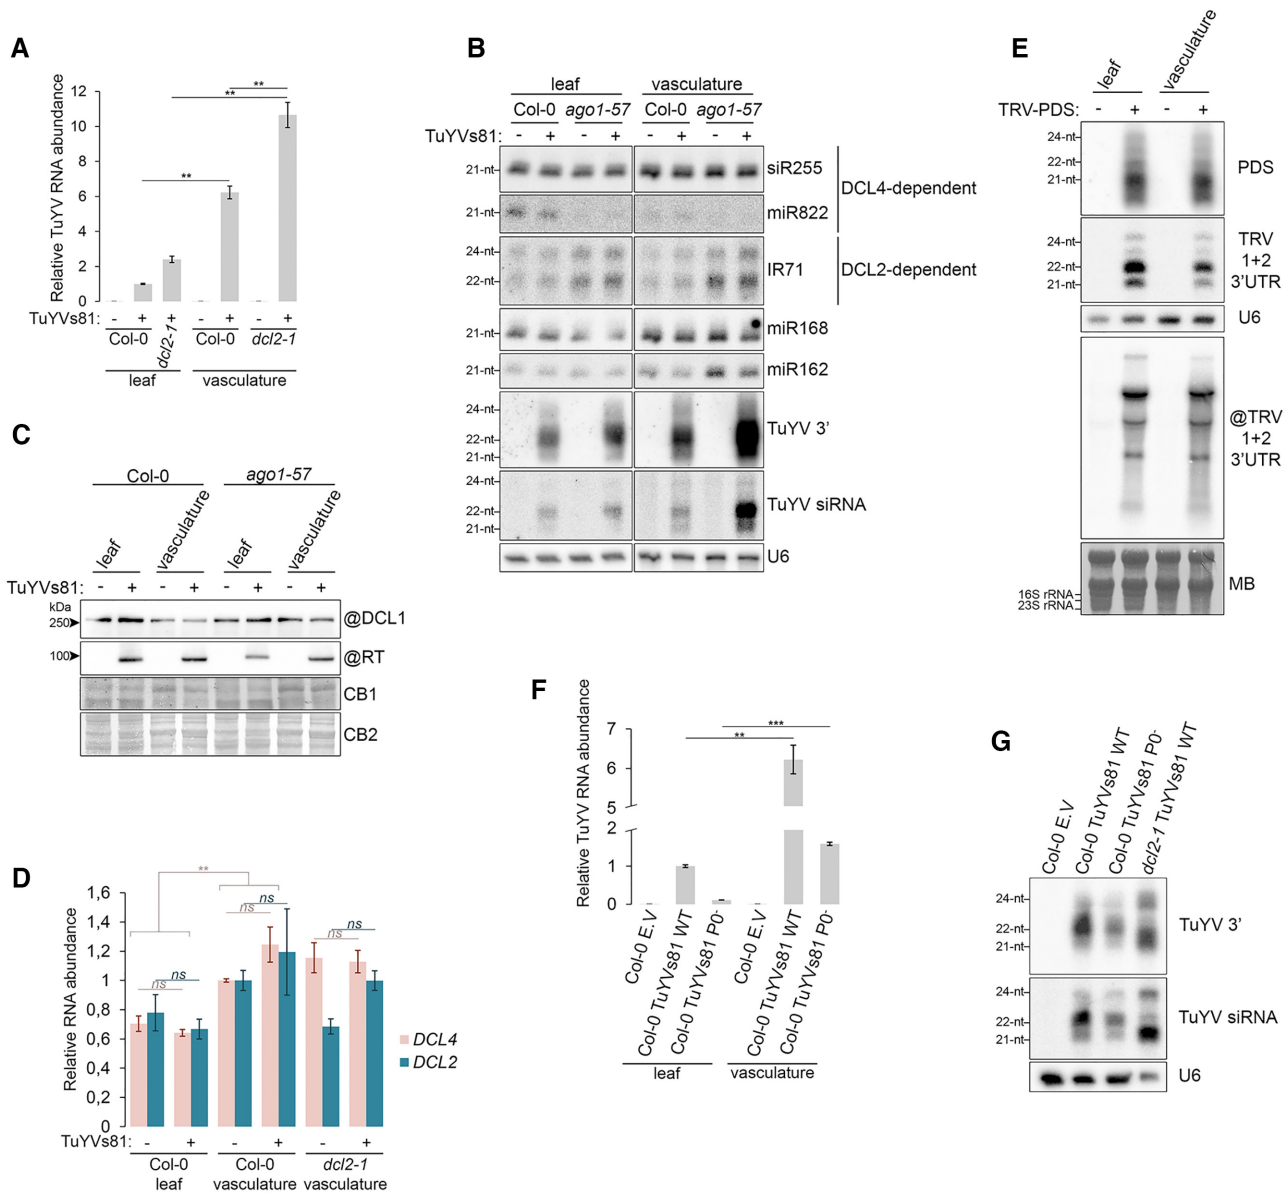 A
Relative TuYV RNA abundance
12
10
8
6
4
2
0
** 
**
**
TuYVs81: - + + - + - +
Col-0 dcl2-1 Col-0 dcl2-1
leaf vasculature
B
leaf vasculature
Col-0 ago1-57 Col-0 ago1-57
TuYVs81: - + - + - + - +
21-nt siR255
21-nt miR822
DCL4-dependent
24-nt
22-nt IR71
DCL2-dependent
21-nt miR168
21-nt miR162
24-nt
22-nt TuYV 3'
21-nt
24-nt
22-nt TuYV siRNA
21-nt
U6
C
Col-0 ago1-57
leaf vasculature leaf vasculature
TuYVs81: - + - + - + - +
kDa
250 @DCL1
100 @RT
CB1
CB2
D
Relative RNA abundance
1,6
1,4
1,2
1
0,8
0,6
0,4
0,2
0
**
ns ns
ns ns
ns ns
DCL4
DCL2
TuYVs81: - + - + - +
Col-0 Col-0 dcl2-1
leaf vasculature vasculature
E
leaf vasculature
TRV-PDS: - + - +
24-nt
22-nt
21-nt
PDS
24-nt
22-nt
21-nt
TRV
1+2
3'UTR
U6
@TRV
1+2
3'UTR
16S rRNA
23S rRNA
MB
F
Relative TuYV RNA abundance
7
6
5
2
1
0
***
**
Col-0 E.V
Col-0 TuYVs81 WT
Col-0 TuYVs81 P0-
Col-0 E.V
Col-0 TuYVs81 WT
Col-0 TuYVs81 P0-
leaf vasculature
G
Col-0 E.V
Col-0 TuYVs81 WT
Col-0 TuYVs81 P0-
dcl2-1 TuYVs81 WT
24-nt
22-nt
21-nt
TuYV 3'
24-nt
22-nt
21-nt
TuYV siRNA
U6